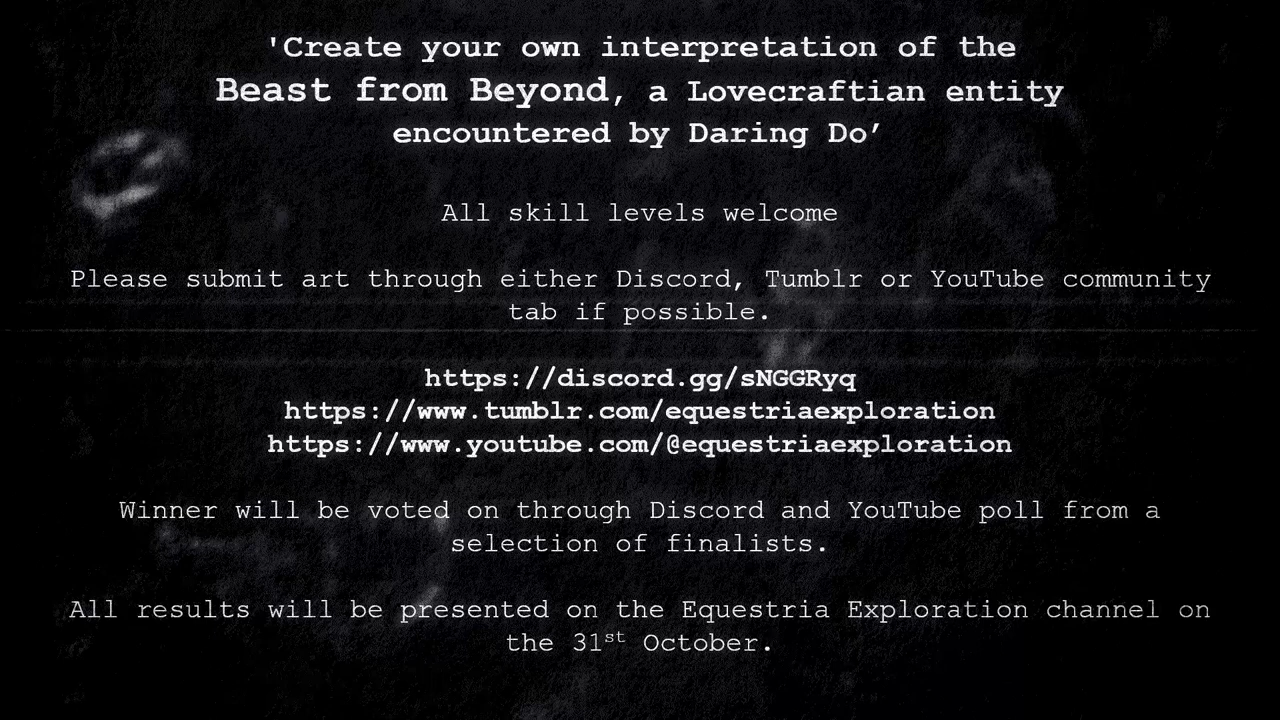 'Create your own interpretation of the
Beast from Beyond, a Lovecraftian entity
encountered by Daring Do’
All skill levels welcome
Please submit art through either Discord, Tumblr or YouTube community
tab if possible.
https://discord.gg/sNGGRyq
https://www.tumblr.com/equestriaexploration
https://www.youtube.com/@equestriaexploration
Winner will be voted on through Discord and YouTube poll from a
selection of finalists.
All results will be presented on the Equestria Exploration channel on
the 31st October.